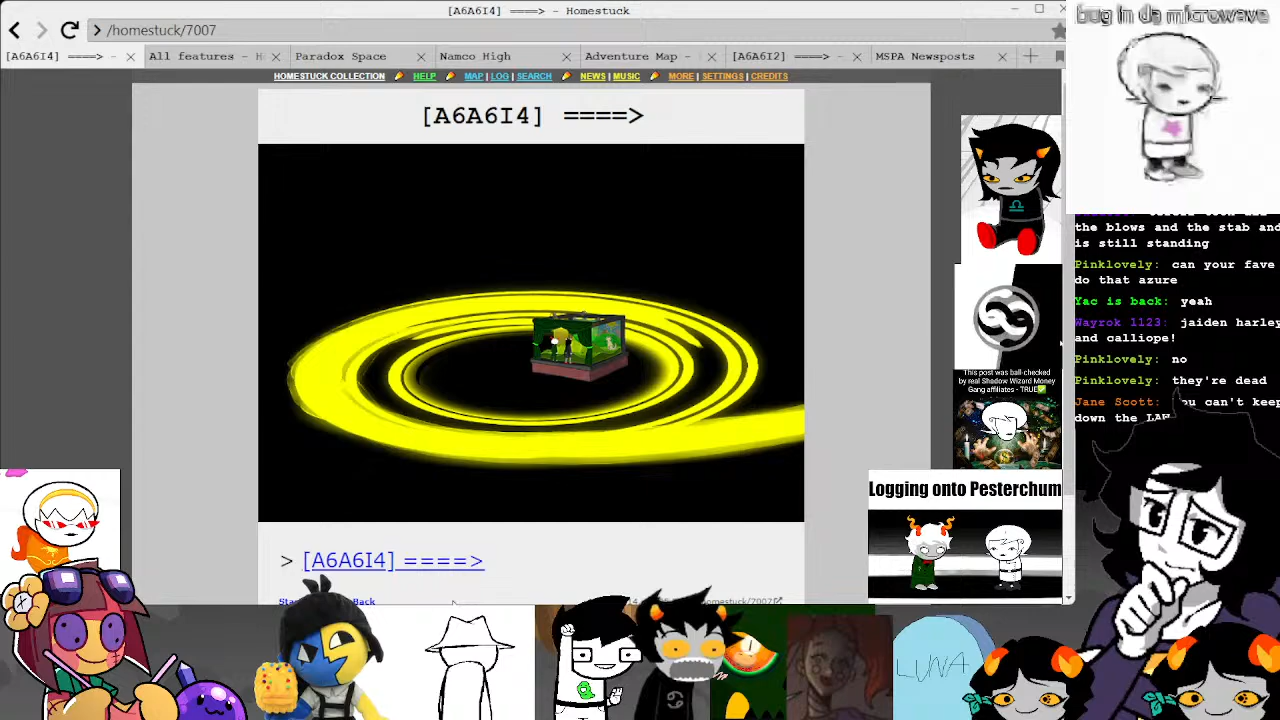 [A6A6I4] ====> - Homestuck
/homestuck/7007
[A6A6I4] ====> -
All features - H
Paradox Space
Namco High
Adventure Map -
[A6A6I2] ====> -
MSPA Newsposts
HOMESTUCK COLLECTION HELP MAP | LOG | SEARCH NEWS | MUSIC MORE | SETTINGS | CREDITS
[A6A6I4] ====>
> [A6A6I4] ====>
Back
bug in da microwave
the blows and the stab and
is still standing
Pinklovely: can your fave
do that azure
Yac is back: yeah
Wayrok 1123: jaiden harley
and calliope!
Pinklovely: no
Pinklovely: they're dead
Jane Scott: you can't keep
down the LAW
This post was ball-checked
by real Shadow Wizard Money
Gang affiliates - TRUE✅
Logging onto Pesterchum
LUNA